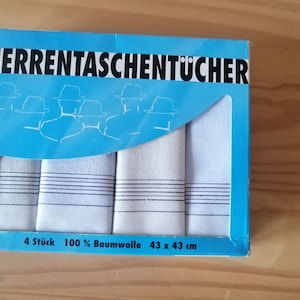 ERRENTASCHENTÜCHER
4 Stück 100 % Baumwolle 43 x 43 cm